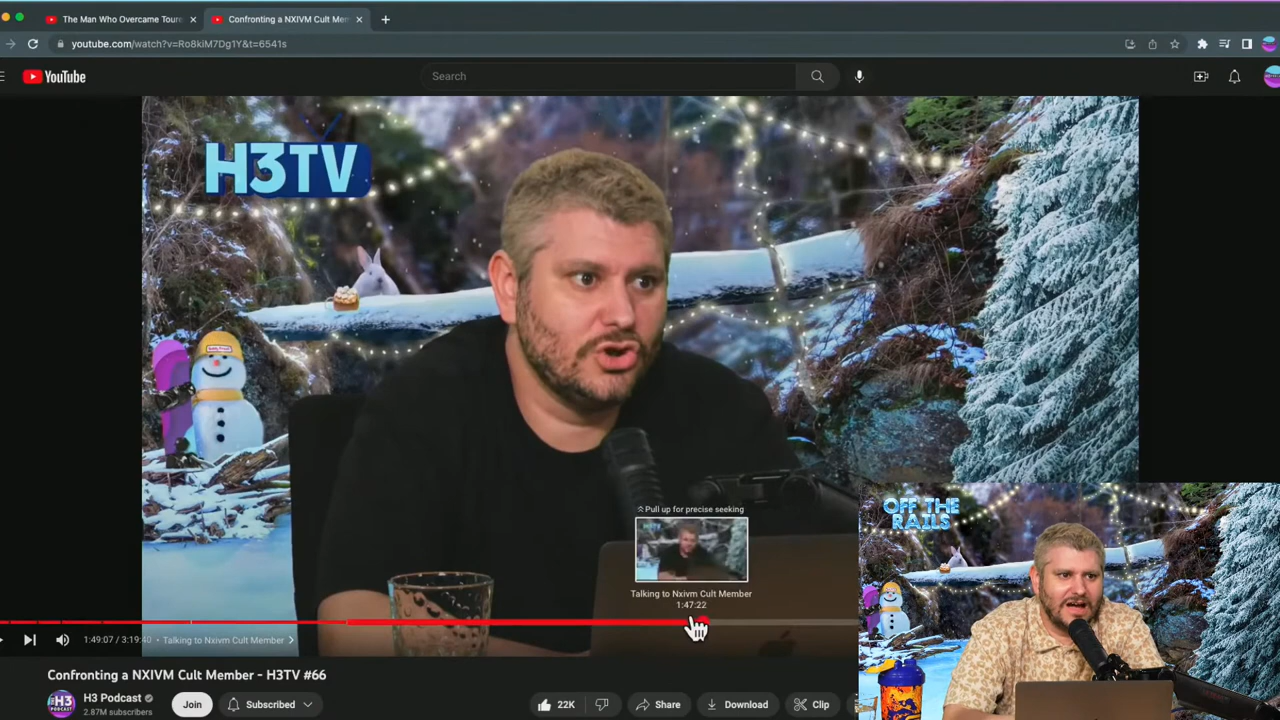 The Man Who Overcame Toure
Confronting a NXIVM Cult Mem
youtube.com/watch?v=Ro8kiM7Dg1Y&t=6541s
YouTube
Search
H3TV
Pull up for precise seeking
Talking to Nxivm Cult Member
1:47:22
OFF THE
RAILS
1:49:07 / 3:19:40 • Talking to Nxivm Cult Member
Confronting a NXIVM Cult Member - H3TV #66
H3 Podcast
2.87M subscribers
Join
Subscribed
22K
Share
Download
Clip